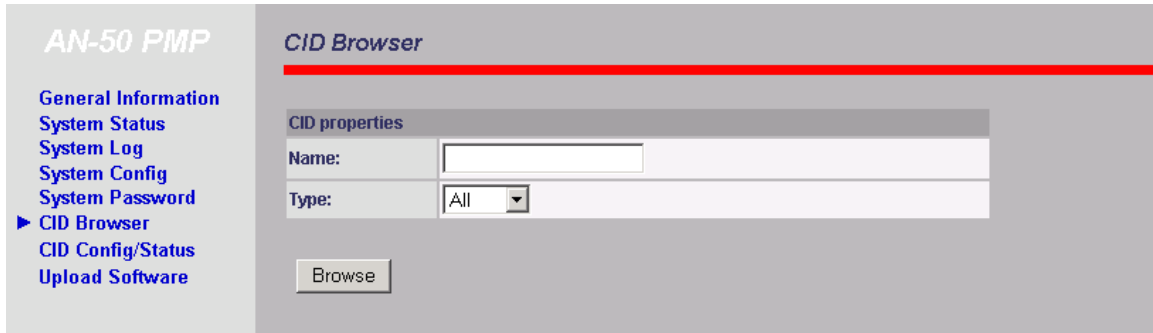 AN-50 PMP
General Information
System Status
System Log
System Config
System Password
CID Browser
CID Config/Status
Upload Software
CID Browser
CID properties
Name:
Type: All
Browse